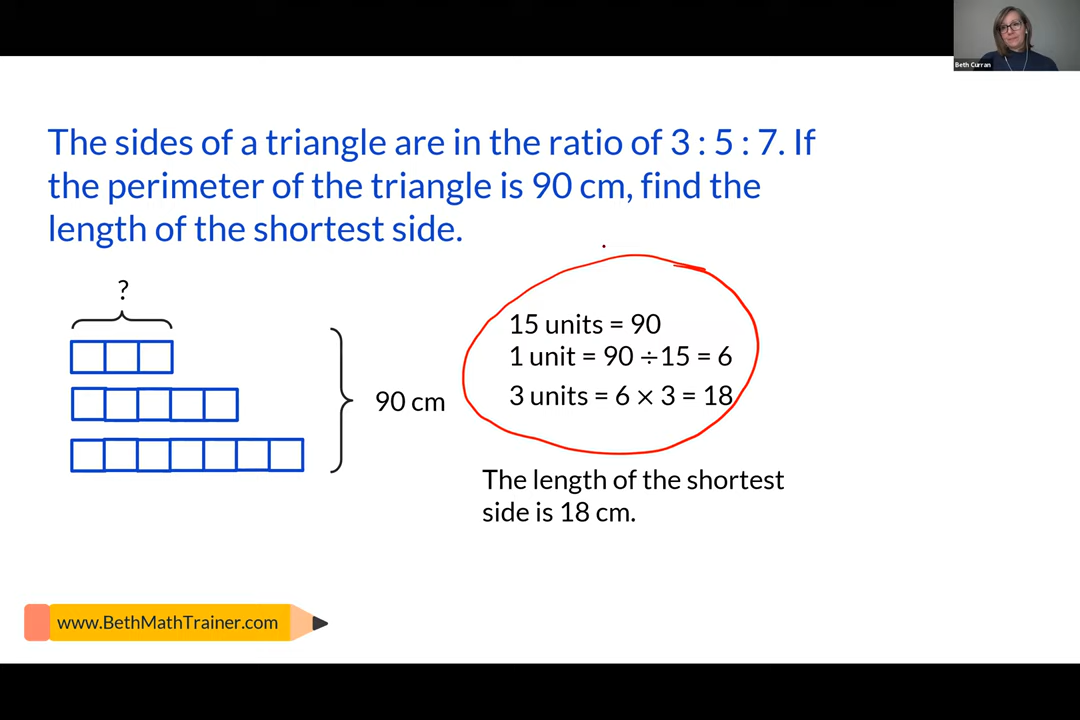 Beth Curran
The sides of a triangle are in the ratio of 3 : 5 : 7. If
the perimeter of the triangle is 90 cm, find the
length of the shortest side.
?
90 cm
15 units = 90
1 unit = 90 ÷15 = 6
3 units = 6 × 3 = 18
The length of the shortest
side is 18 cm.
www.BethMathTrainer.com